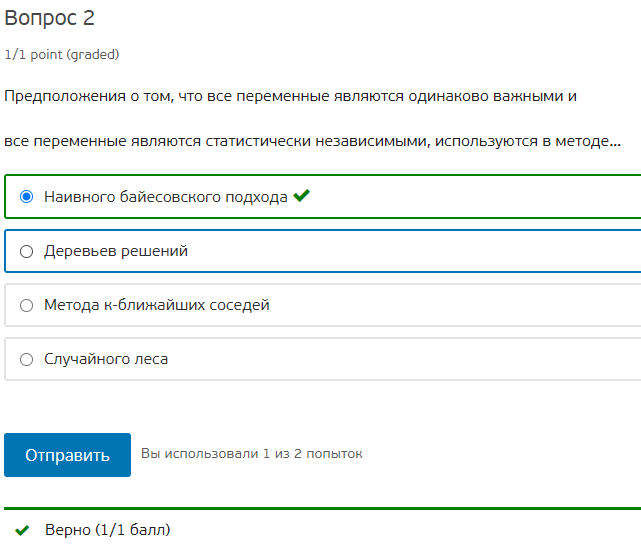 Вопрос 2
1/1 point (graded)
Предположения о том, что все переменные являются одинаково важными и
все переменные являются статистически независимыми, используются в методе...
Наивного байесовского подхода
Деревьев решений
Метода к-ближайших соседей
Случайного леса
Отправить
Вы использовали 1 из 2 попыток
Верно (1/1 балл)